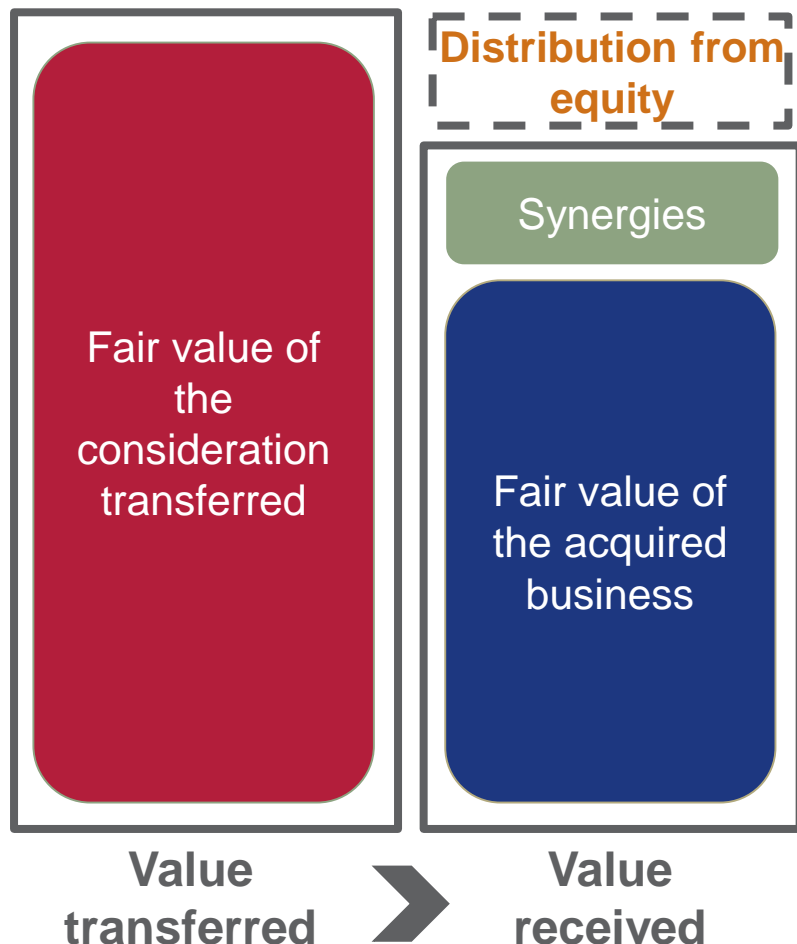 Fair value of
the
consideration
transferred
Distribution from
equity
Synergies
Fair value of
the acquired
business
Value
transferred
Value
received